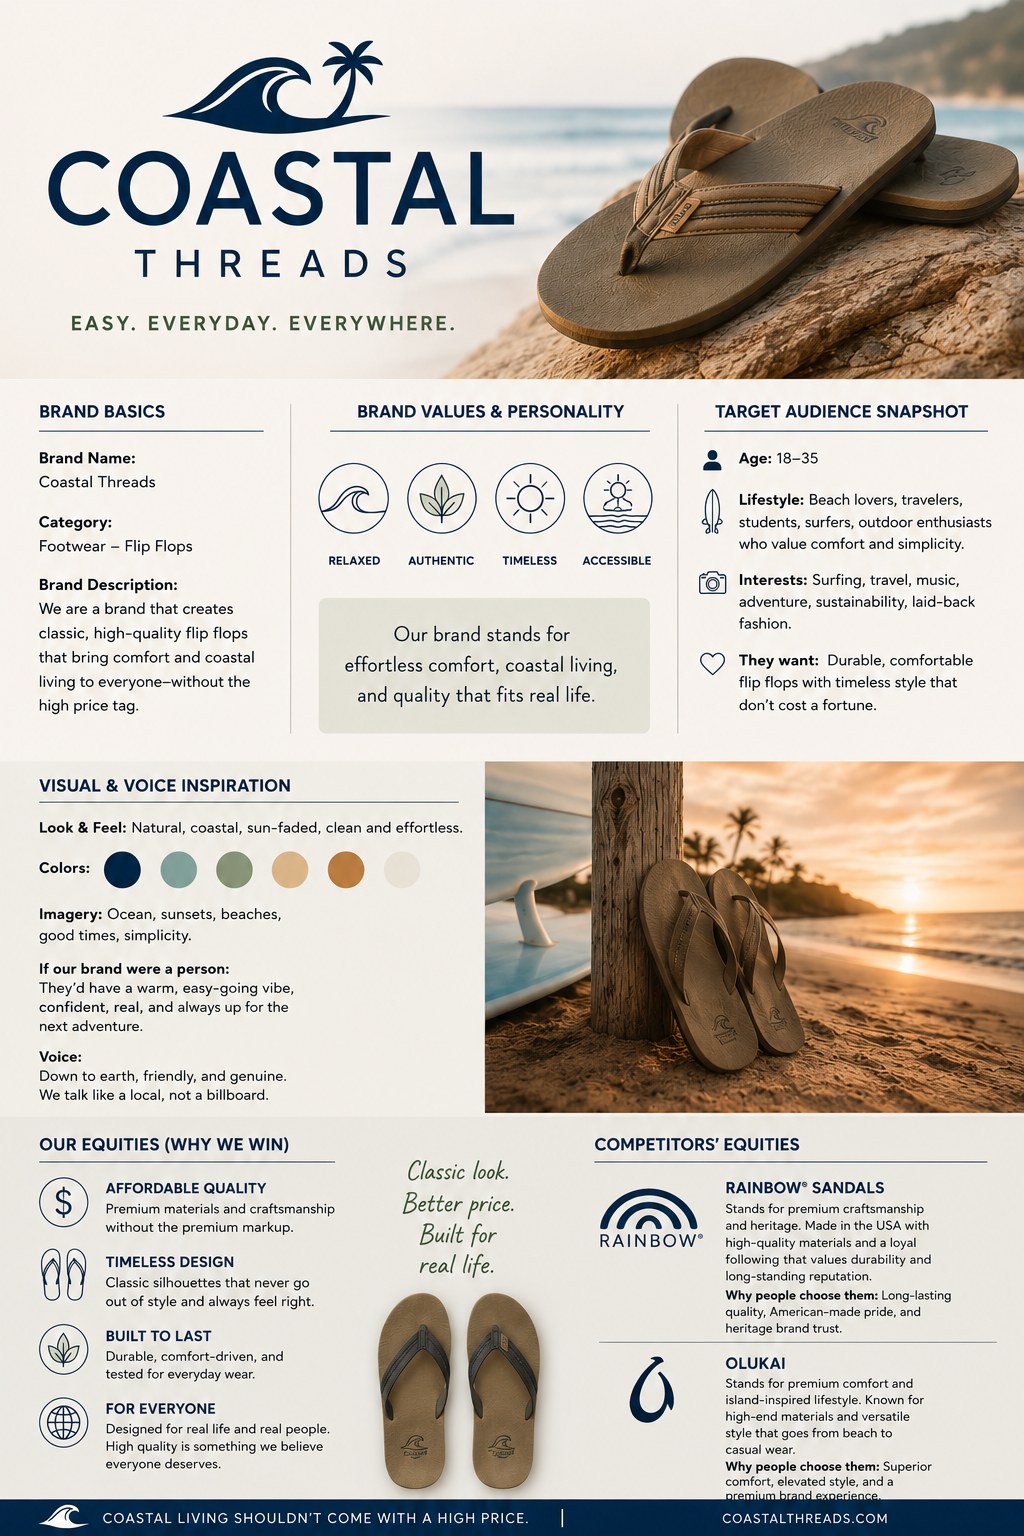 COASTAL
THREADS
EASY. EVERYDAY. EVERYWHERE.
BRAND BASICS
Brand Name:
Coastal Threads
Category:
Footwear – Flip Flops
Brand Description:
We are a brand that creates
classic, high-quality flip flops
that bring comfort and coastal
living to everyone—without the
high price tag.
BRAND VALUES & PERSONALITY
RELAXED
AUTHENTIC
TIMELESS
ACCESSIBLE
Our brand stands for
effortless comfort, coastal living,
and quality that fits real life.
TARGET AUDIENCE SNAPSHOT
Age: 18–35
Lifestyle: Beach lovers, travelers,
students, surfers, outdoor enthusiasts
who value comfort and simplicity.
Interests: Surfing, travel, music,
adventure, sustainability, laid-back
fashion.
They want: Durable, comfortable
flip flops with timeless style that
don't cost a fortune.
VISUAL & VOICE INSPIRATION
Look & Feel: Natural, coastal, sun-faded, clean and effortless.
Colors:
Imagery: Ocean, sunsets, beaches,
good times, simplicity.
If our brand were a person:
They'd have a warm, easy-going vibe,
confident, real, and always up for the
next adventure.
Voice:
Down to earth, friendly, and genuine.
We talk like a local, not a billboard.
OUR EQUITIES (WHY WE WIN)
$
AFFORDABLE QUALITY
Premium materials and craftsmanship
without the premium markup.
TIMELESS DESIGN
Classic silhouettes that never go
out of style and always feel right.
BUILT TO LAST
Durable, comfort-driven, and
tested for everyday wear.
FOR EVERYONE
Designed for real life and real people.
High quality is something we believe
everyone deserves.
Classic look.
Better price.
Built for
real life.
COMPETITORS' EQUITIES
RAINBOW®
RAINBOW® SANDALS
Stands for premium craftsmanship
and heritage. Made in the USA with
high-quality materials and a loyal
following that values durability and
long-standing reputation.
Why people choose them: Long-lasting
quality, American-made pride, and
heritage brand trust.
OLUKAI
Stands for premium comfort and
island-inspired lifestyle. Known for
high-end materials and versatile
style that goes from beach to
casual wear.
Why people choose them: Superior
comfort, elevated style, and a
premium brand experience.
COASTAL LIVING SHOULDN'T COME WITH A HIGH PRICE.
COASTALTHREADS.COM